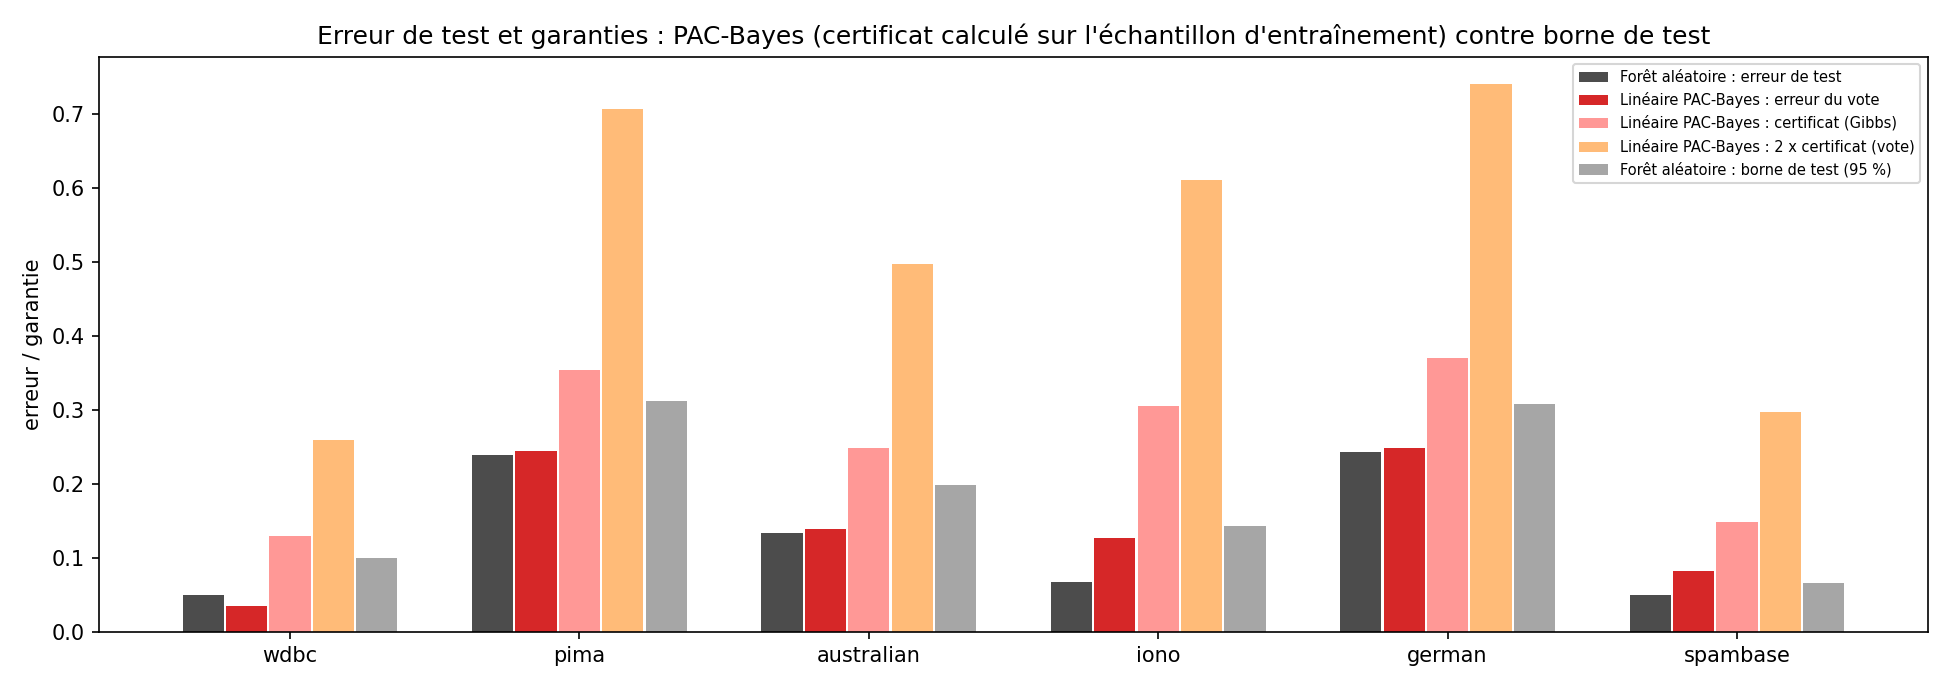 Erreur de test et garanties : PAC-Bayes (certificat calculé sur l'échantillon d'entraînement) contre borne de test
Forêt aléatoire : erreur de test
Linéaire PAC-Bayes : erreur du vote
Linéaire PAC-Bayes : certificat (Gibbs)
Linéaire PAC-Bayes : 2 x certificat (vote)
Forêt aléatoire : borne de test (95 %)
erreur / garantie
0.7
0.6
0.5
0.4
0.3
0.2
0.1
0.0
wdbc
pima
australian
iono
german
spambase